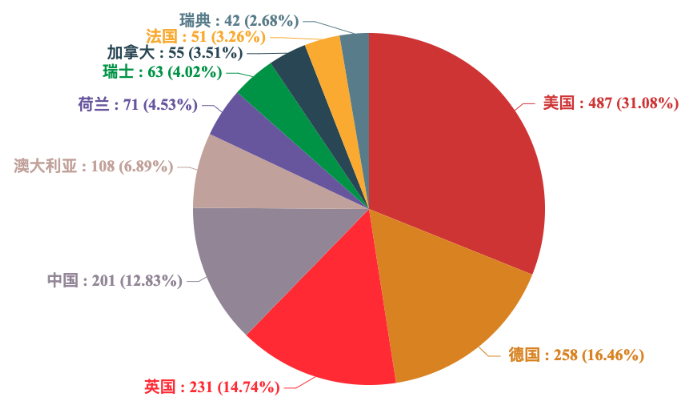 瑞典 : 42 (2.68%)
法国 : 51 (3.26%)
加拿大 : 55 (3.51%)
瑞士 : 63 (4.02%)
荷兰 : 71 (4.53%)
澳大利亚 : 108 (6.89%)
中国 : 201 (12.83%)
英国 : 231 (14.74%)
美国 : 487 (31.08%)
德国 : 258 (16.46%)